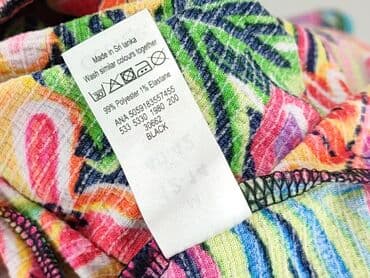 Made in Sri lanka
Wash similar colours together
99% Polyester 1% Elastane
ANA 5059183557455
533 5330 1980 200
30662
BLACK